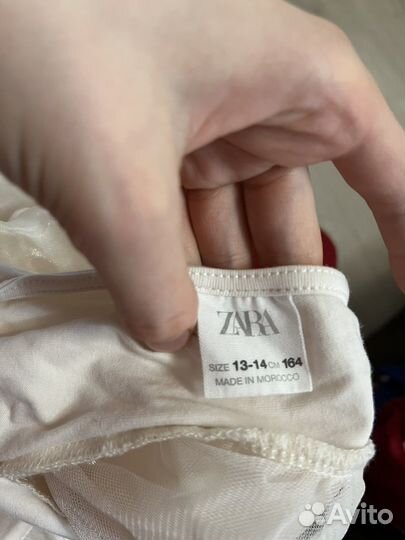 ZARA
SIZE 13-14 CM 164
MADE IN MOROCCO
Avito